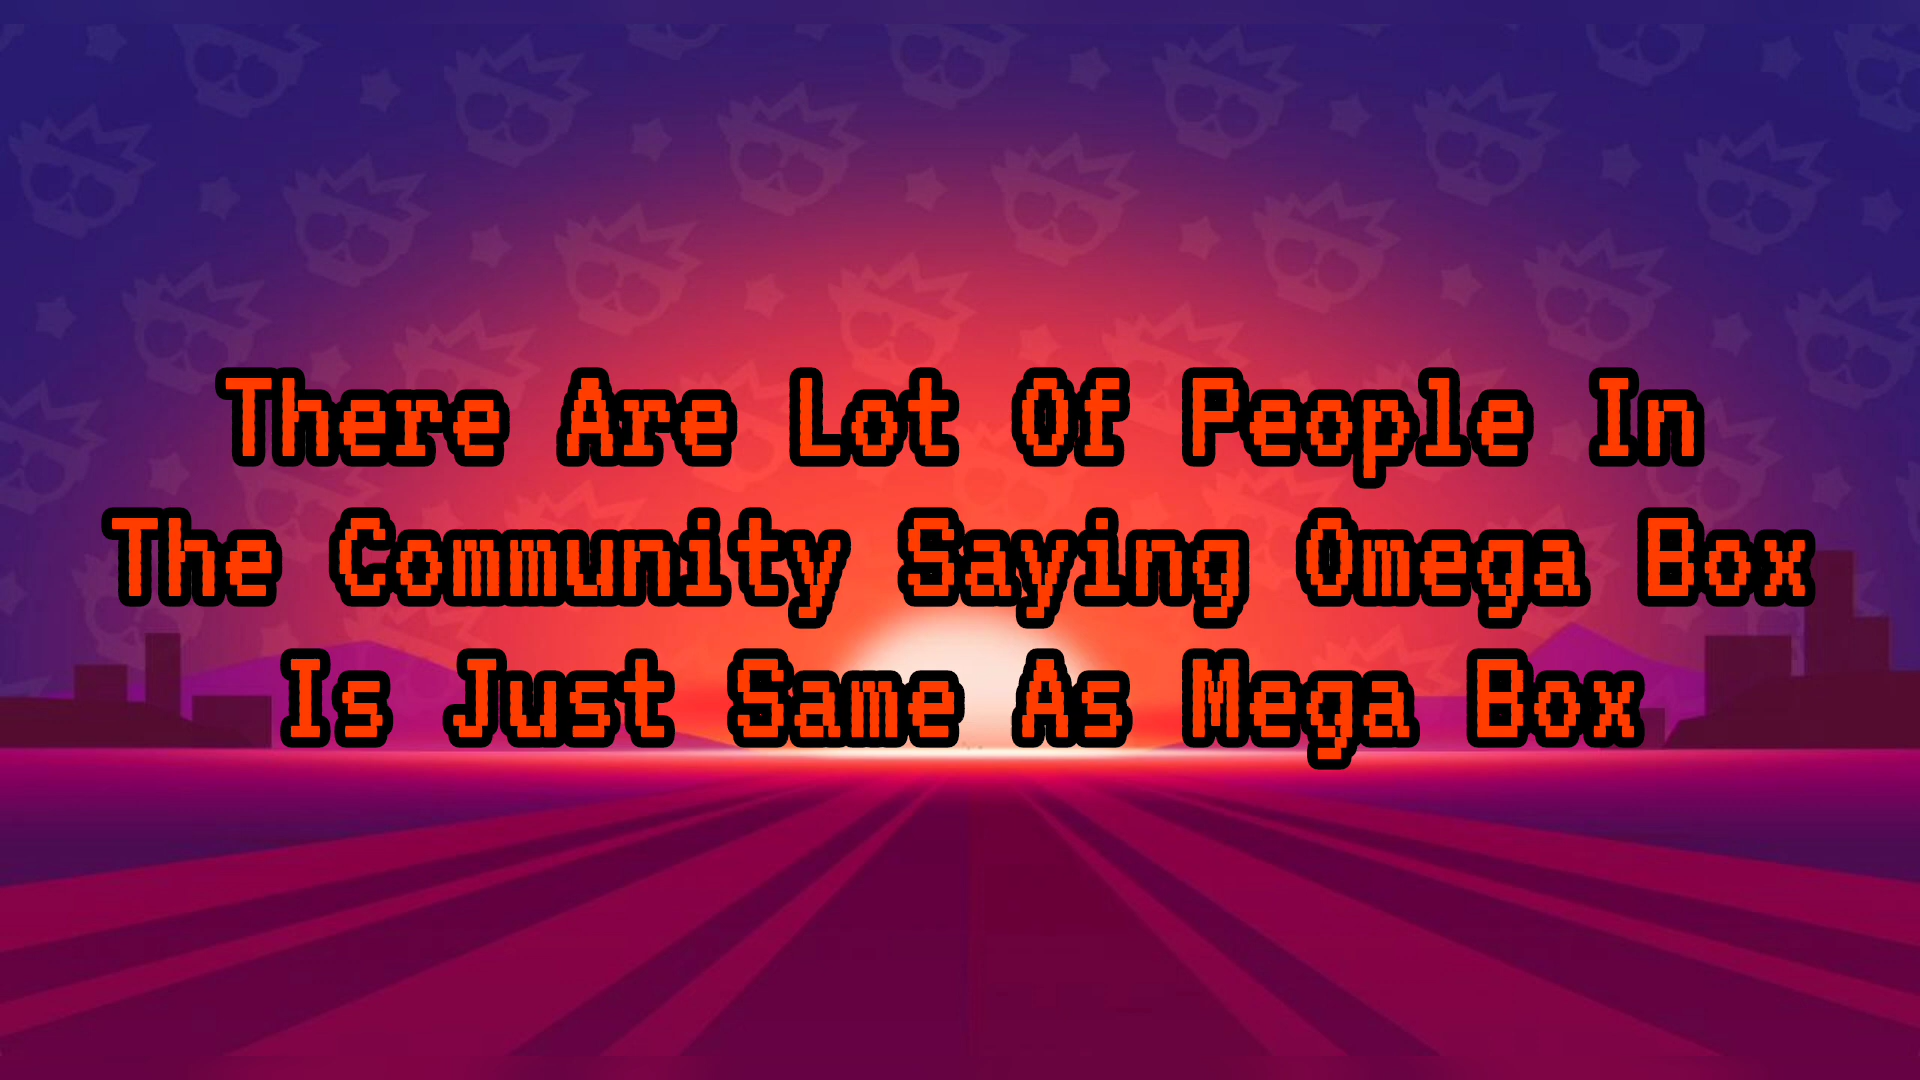 There Are Lot Of People In
The Community Saying Omega Box
Is Just Same As Mega Box